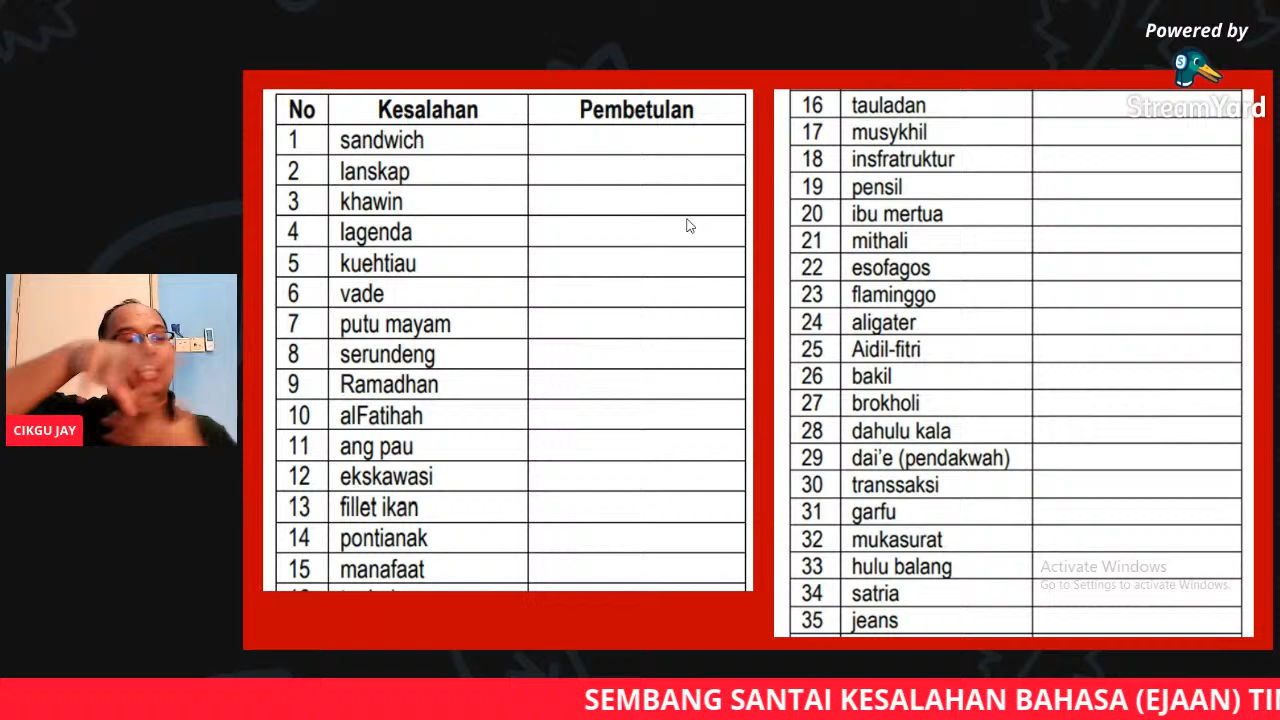 Powered by
StreamYard
No Kesalahan Pembetulan
1 sandwich
2 lanskap
3 khawin
4 lagenda
5 kuehtiau
6 vade
7 putu mayam
8 serundeng
9 Ramadhan
10 alFatihah
11 ang pau
12 ekskawasi
13 fillet ikan
14 pontianak
15 manafaat
16 tauladan
17 musykhil
18 insfratruktur
19 pensil
20 ibu mertua
21 mithali
22 esofagos
23 flaminggo
24 aligater
25 Aidil-fitri
26 bakil
27 brokholi
28 dahulu kala
29 dai’e (pendakwah)
30 transsaksi
31 garfu
32 mukasurat
33 hulu balang
34 satria
35 jeans
Activate Windows
Go to Settings to activate Windows.
CIKGU JAY
SEMBANG SANTAI KESALAHAN BAHASA (EJAAN)